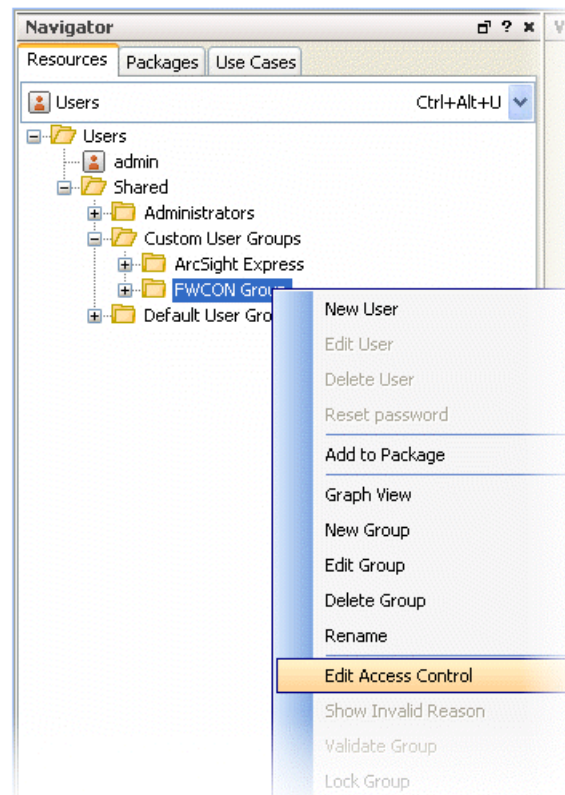 Navigator
Resources Packages Use Cases
Users Ctrl+Alt+U
Users
admin
Shared
Administrators
Custom User Groups
ArcSight Express
FWCON Group
Default User Gro
New User
Edit User
Delete User
Reset password
Add to Package
Graph View
New Group
Edit Group
Delete Group
Rename
Edit Access Control
Show Invalid Reason
Validate Group
Lock Group